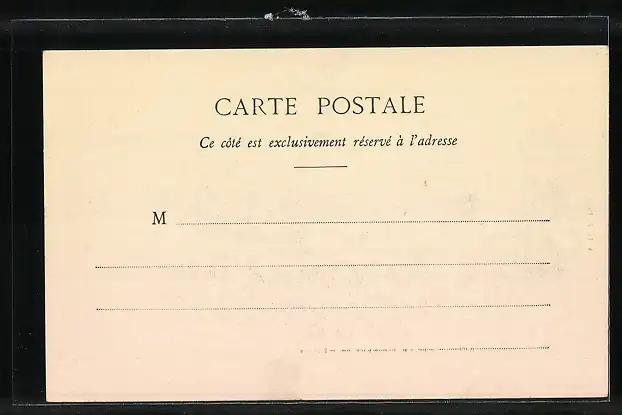 CARTE POSTALE
Ce côté est exclusivement réservé à l'adresse
M